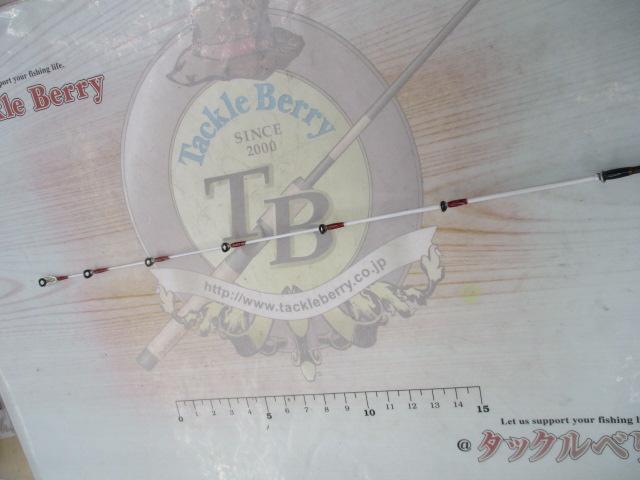 port your fishing life.
kle Berry
Tackle Berry
SINCE
2000
TB
http://www.tackleberry.co.jp
0 1 2 3 4 5 6 7 8 9 10 11 12 13 14 15
Let us support your fishing li
@ タックルベリ